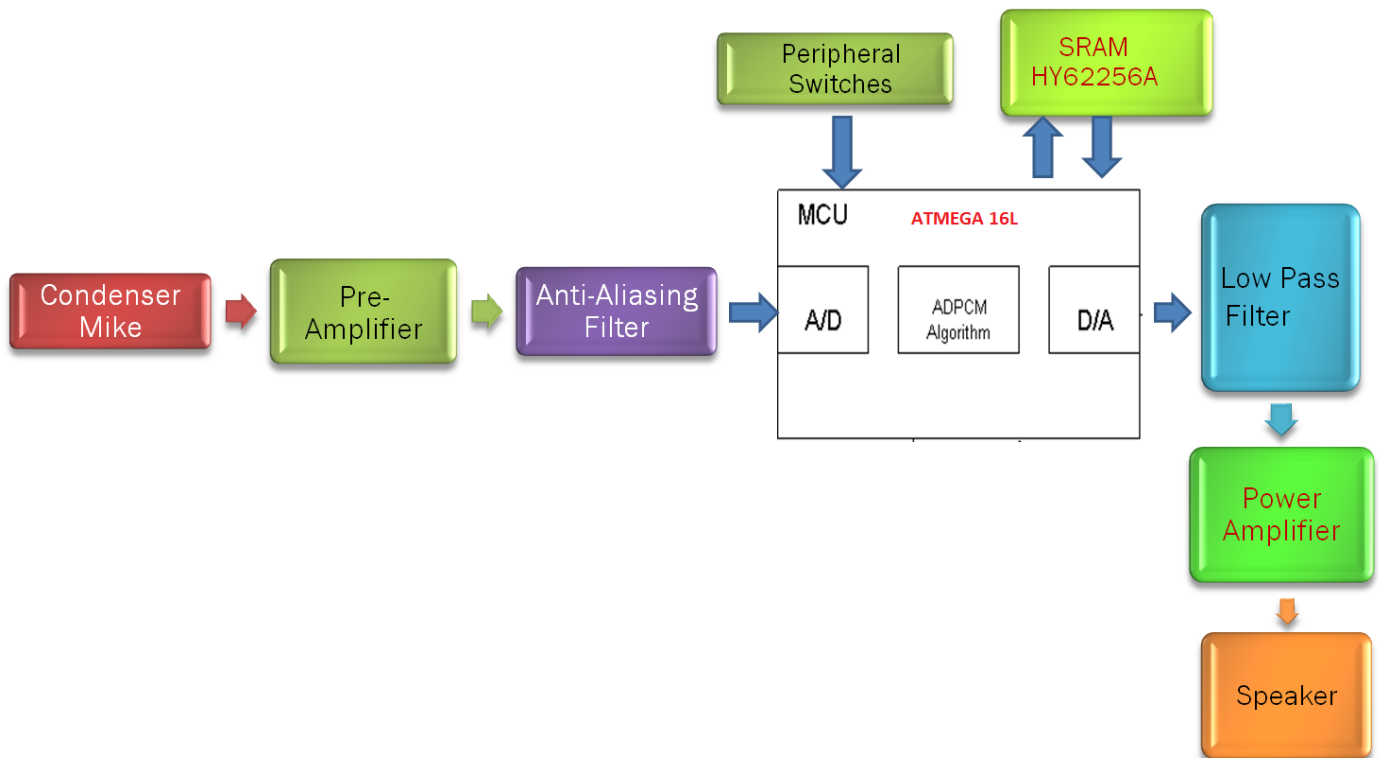 Peripheral
Switches
SRAM
HY62256A
MCU
ATMEGA 16L
Condenser
Mike
Pre-
Amplifier
Anti-Aliasing
Filter
A/D
ADPCM
Algorithm
D/A
Low Pass
Filter
Power
Amplifier
Speaker